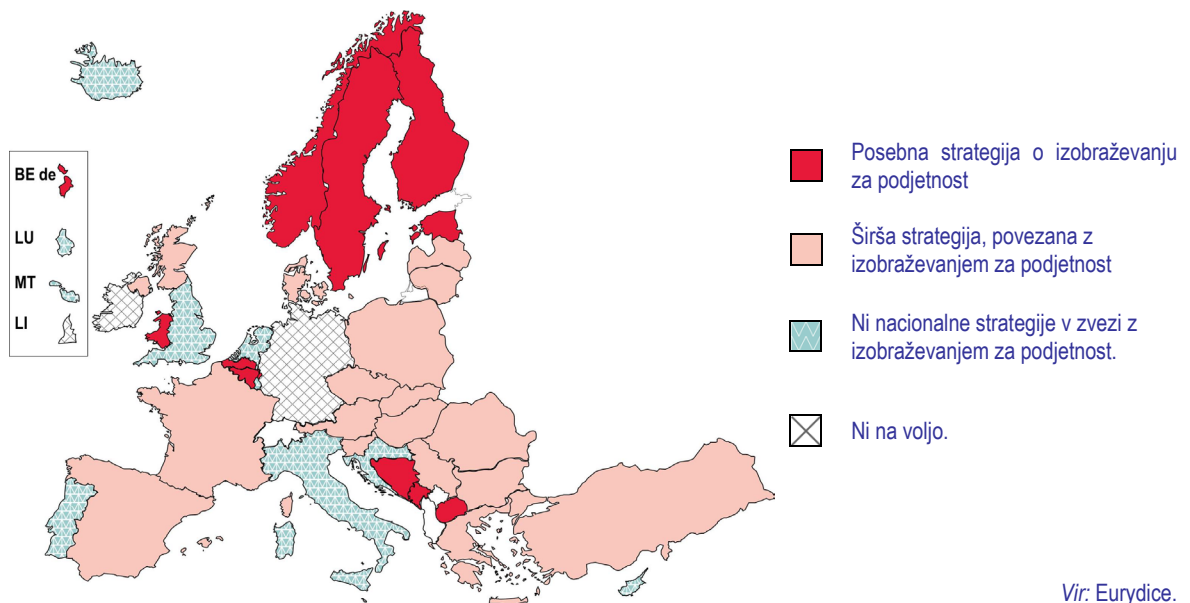 BE de
LU
MT
LI
Posebna strategija o izobraževanju
za podjetnost
Širša strategija, povezana z
izobraževanjem za podjetnost
Ni nacionalne strategije v zvezi z
izobraževanjem za podjetnost.
Ni na voljo.
Vir: Eurydice.